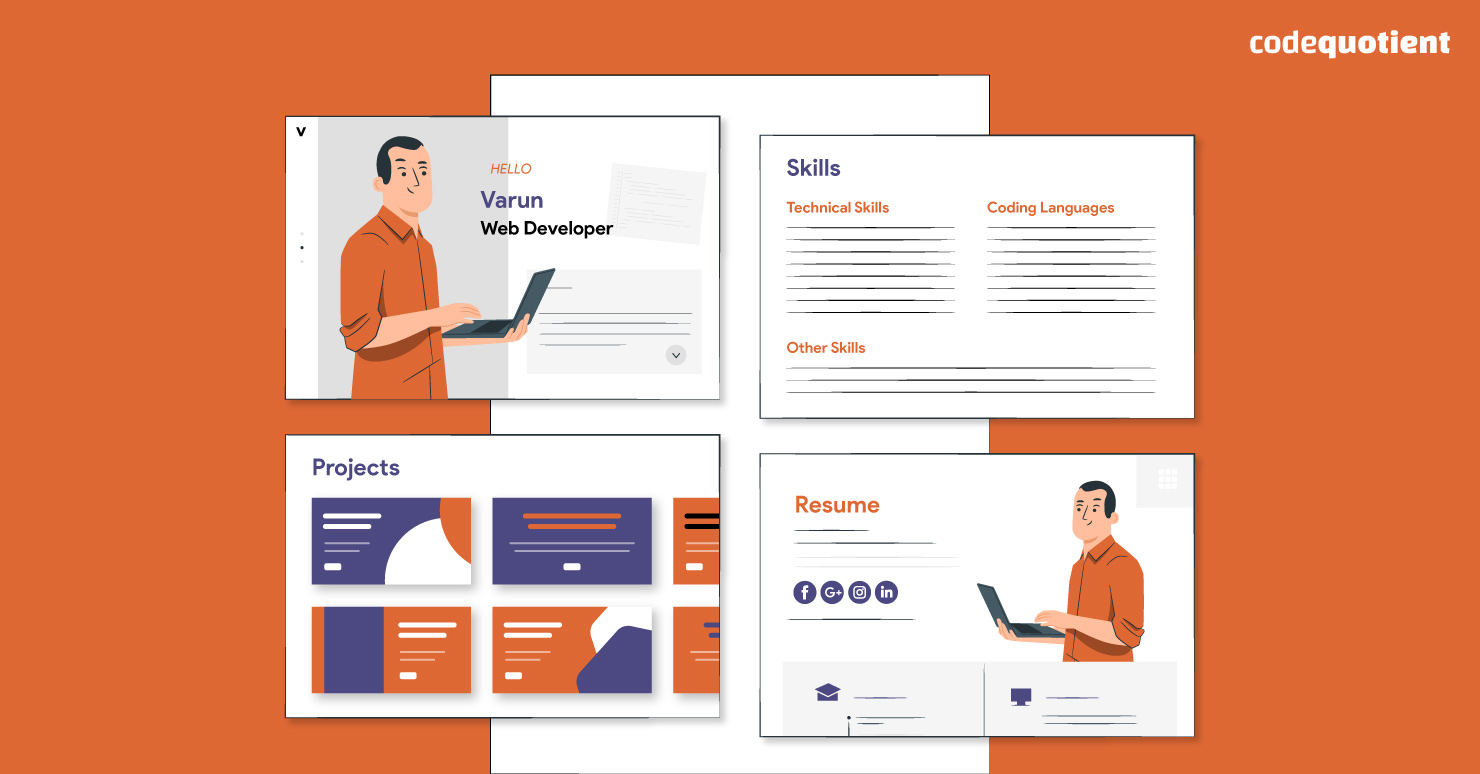 codequotient
V
HELLO
Varun
Web Developer
Skills
Technical Skills
Coding Languages
Other Skills
Projects
Resume
f
G+
in